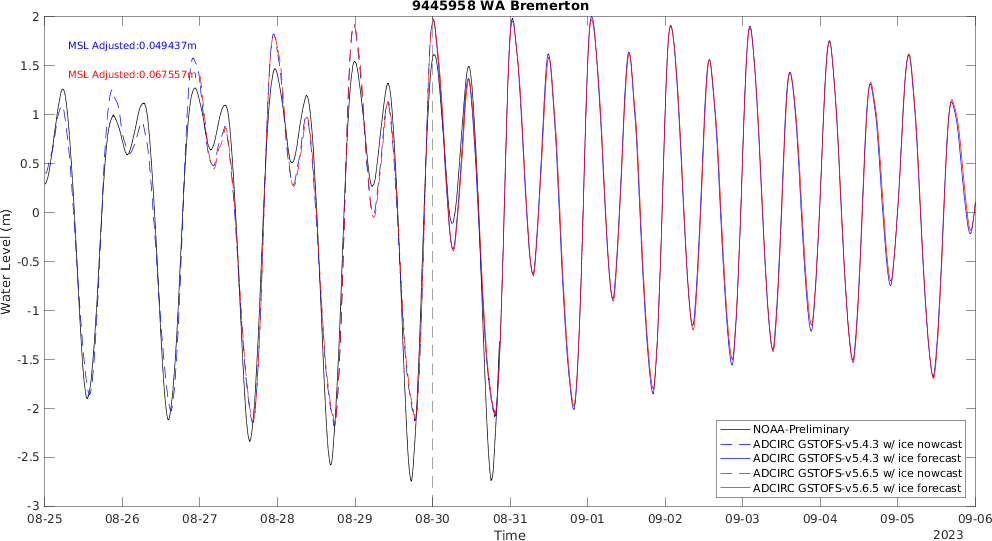 9445958 WA Bremerton
2
1.5
1
0.5
0
-0.5
-1
-1.5
-2
-2.5
-3
Water Level (m)
MSL Adjusted:0.049437m
MSL Adjusted:0.067557m
NOAA-Preliminary
ADCIRC GSTOFS-v5.4.3 w/ ice nowcast
ADCIRC GSTOFS-v5.4.3 w/ ice forecast
ADCIRC GSTOFS-v5.6.5 w/ ice nowcast
ADCIRC GSTOFS-v5.6.5 w/ ice forecast
08-25 08-26 08-27 08-28 08-29 08-30 08-31 09-01 09-02 09-03 09-04 09-05 09-06
Time
2023